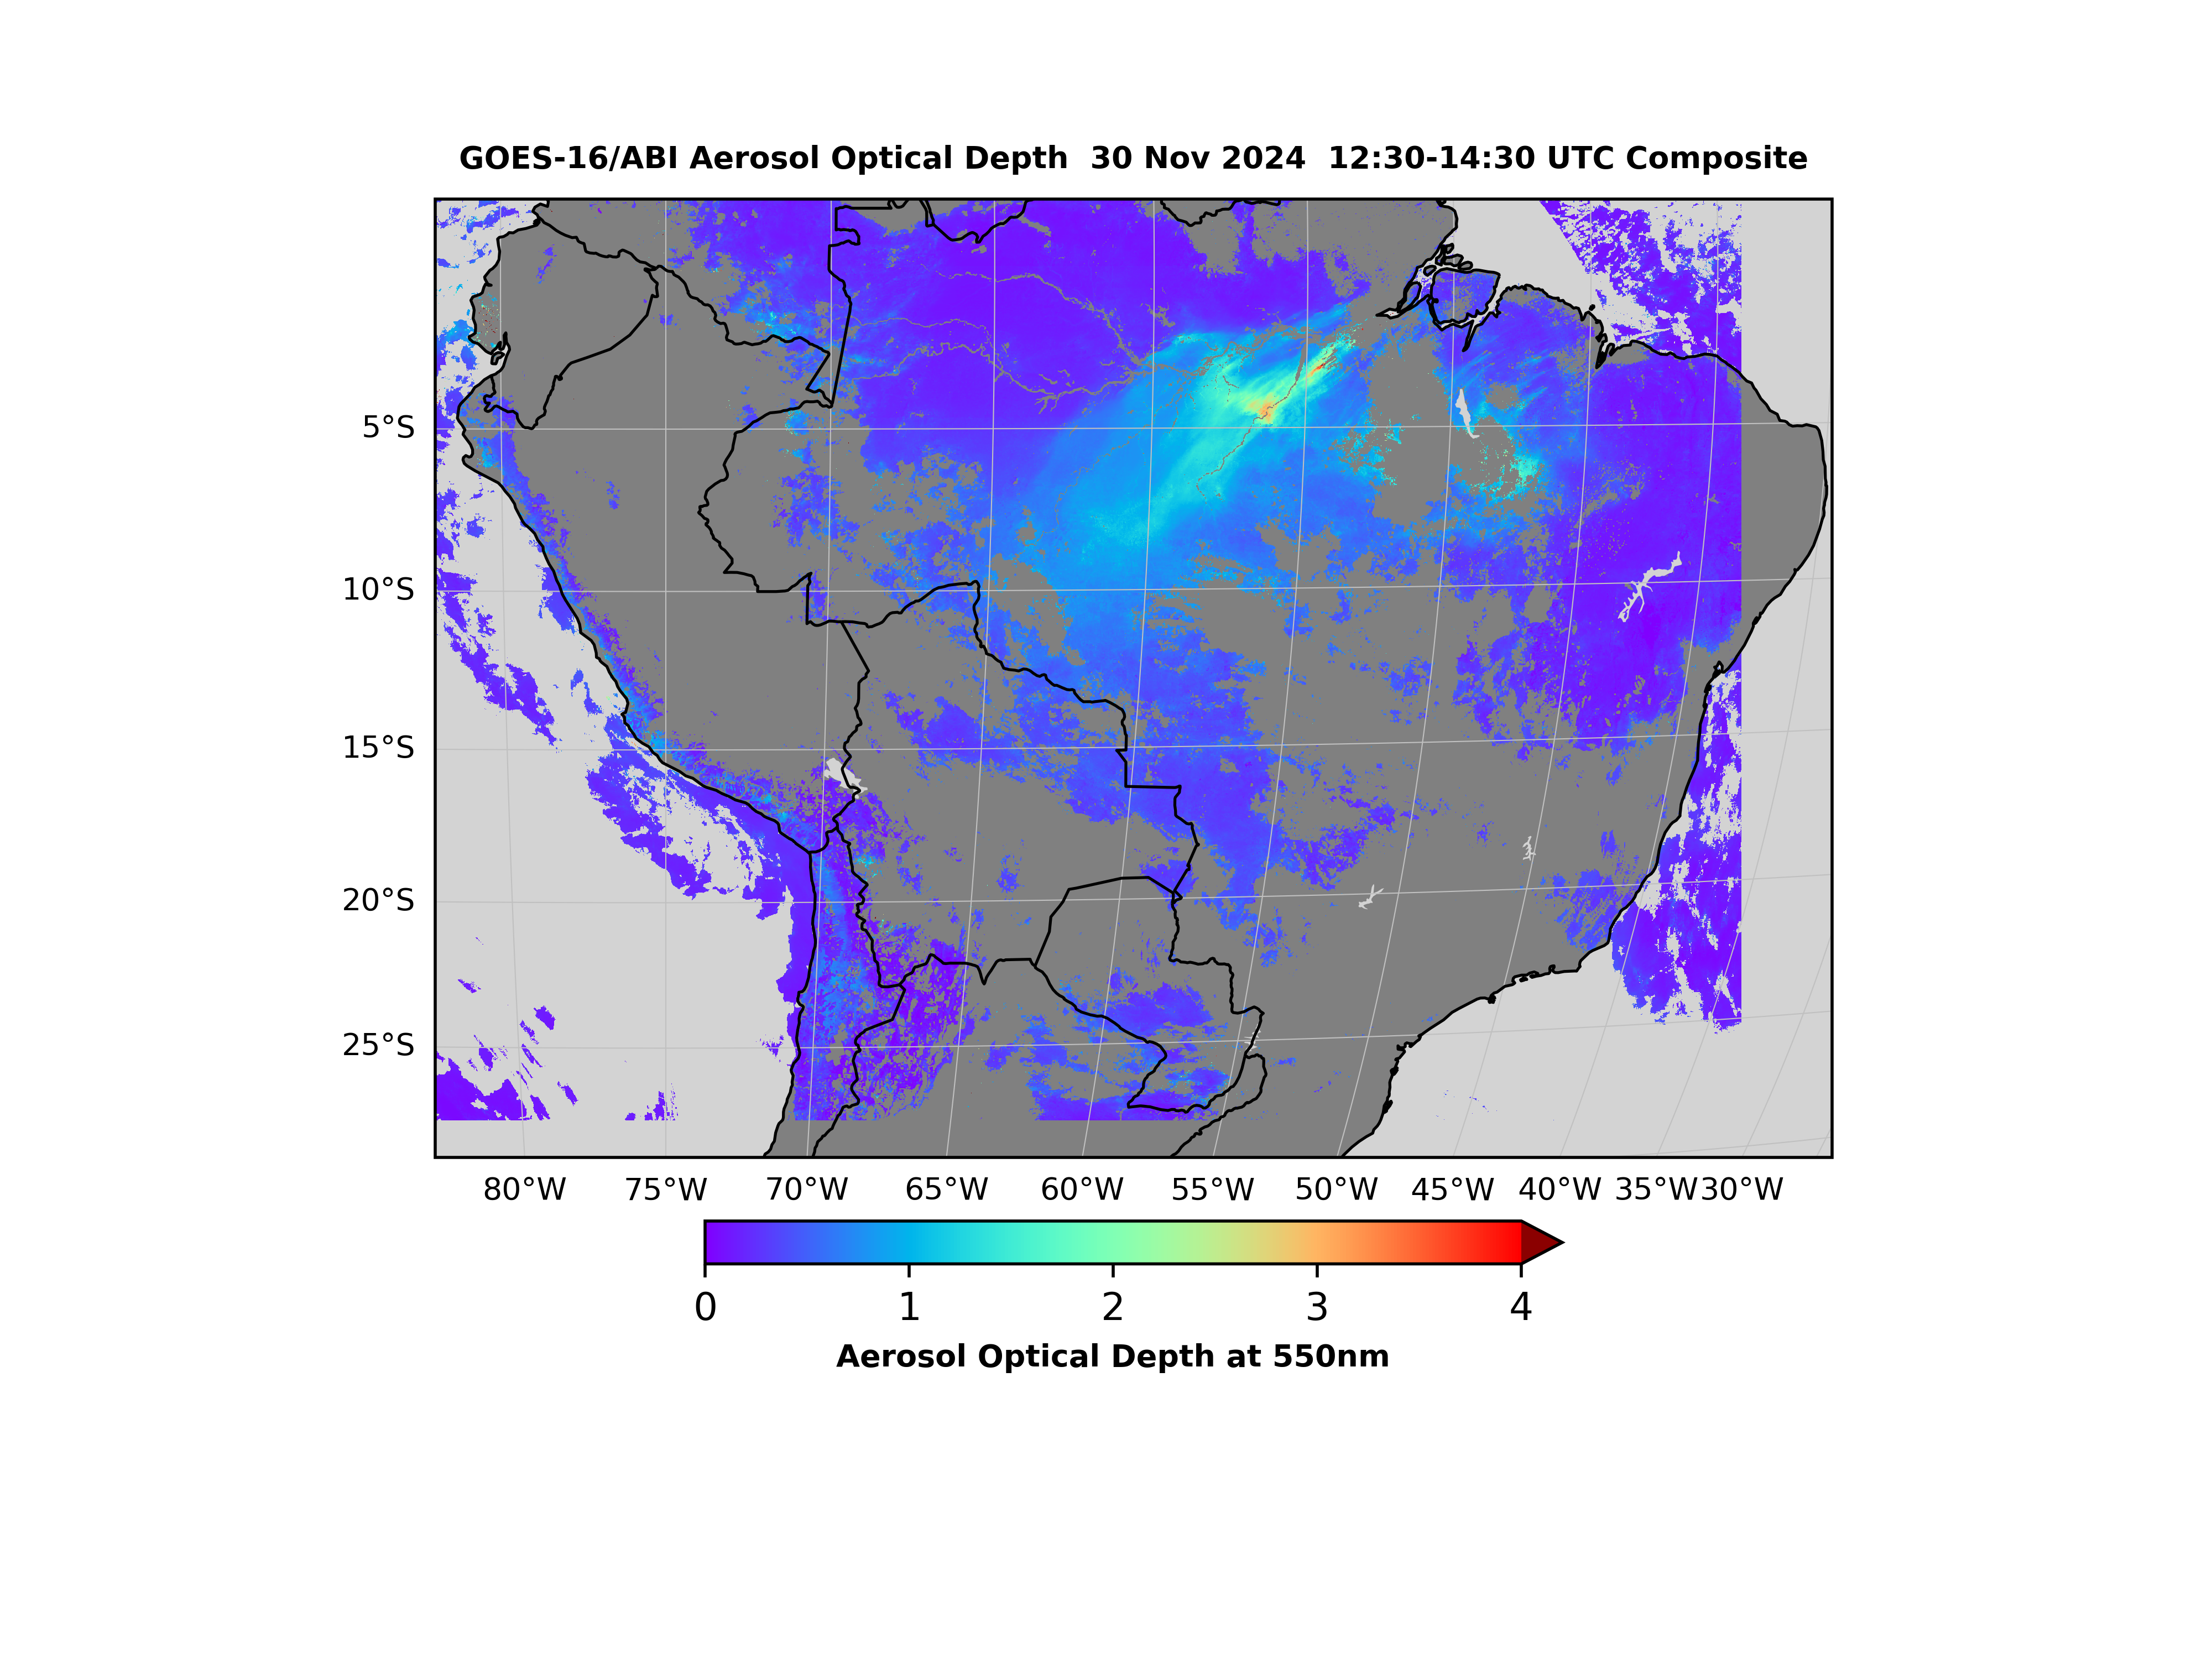 GOES-16/ABI Aerosol Optical Depth  30 Nov 2024  12:30-14:30 UTC Composite
5°S
10°S
15°S
20°S
25°S
80°W 75°W 70°W 65°W 60°W 55°W 50°W 45°W 40°W 35°W 30°W
0 1 2 3 4
Aerosol Optical Depth at 550nm